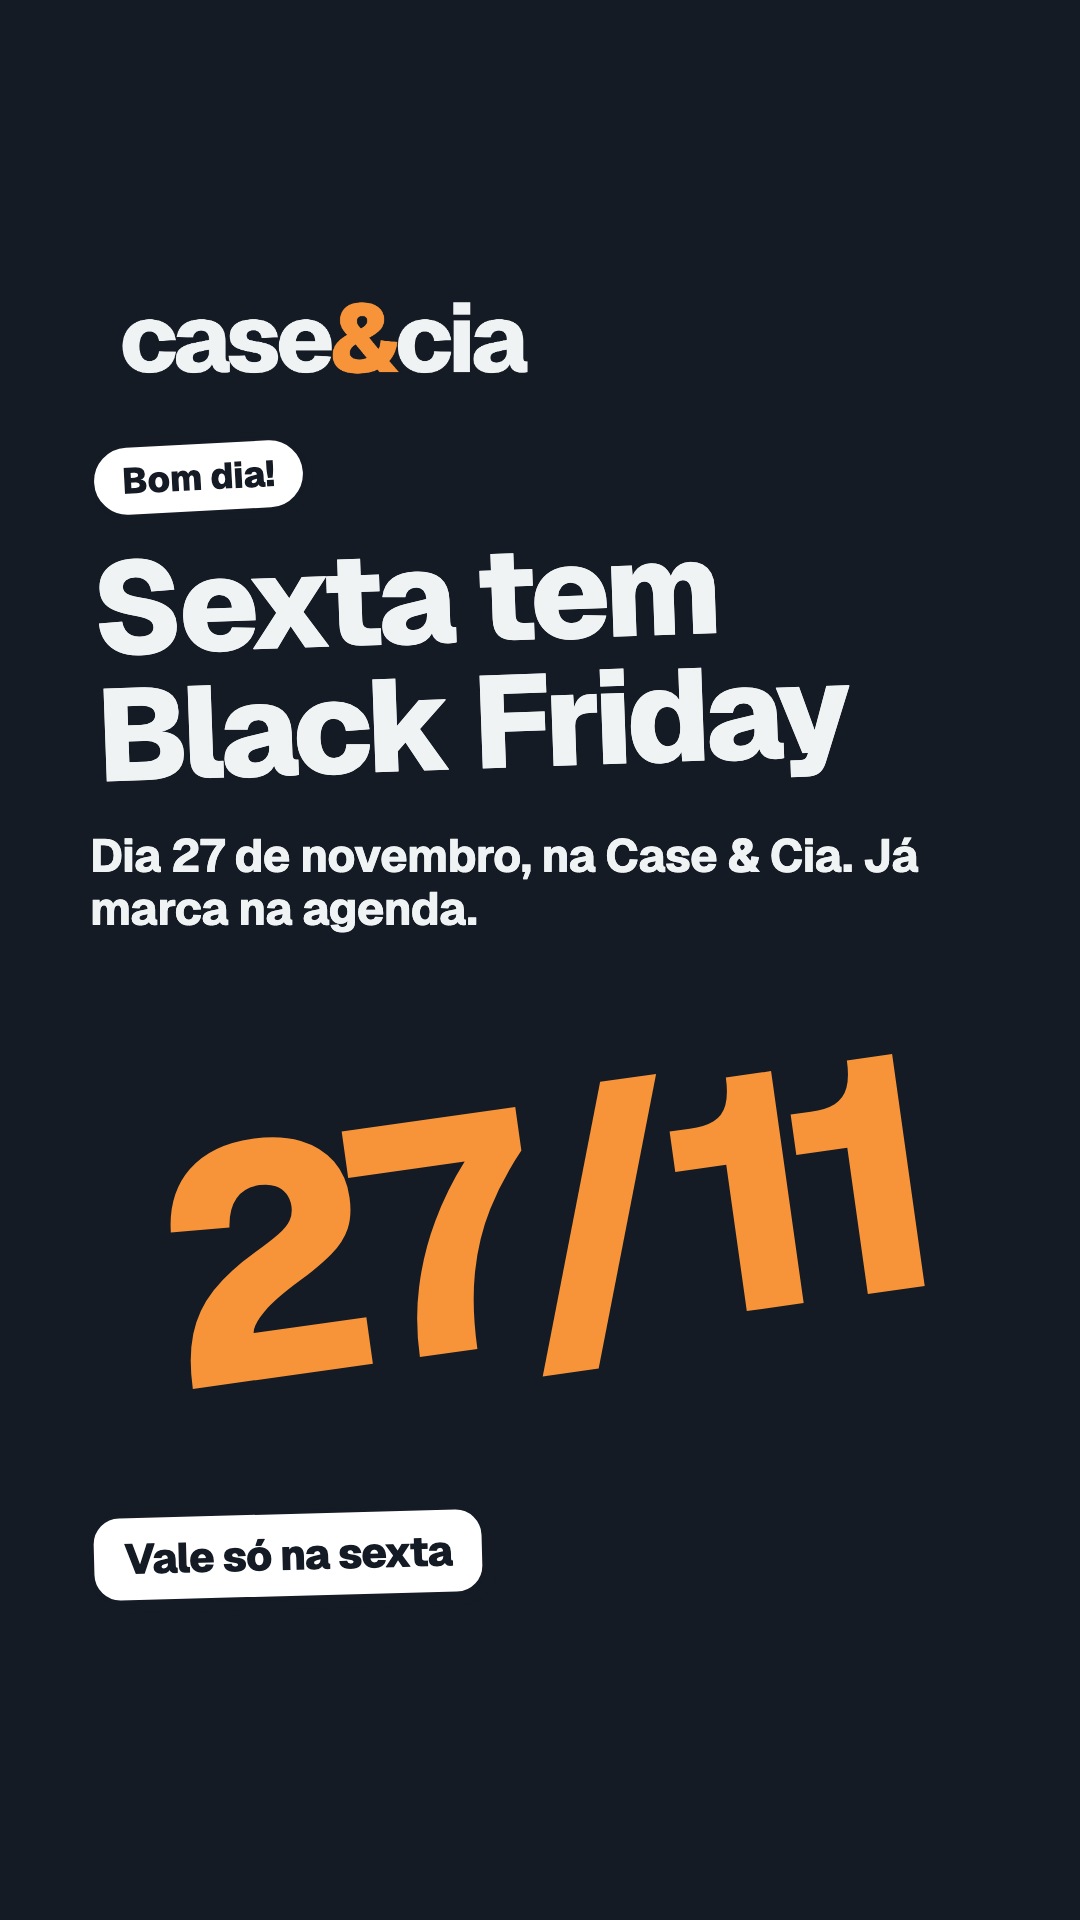 case&cia
Bom dia!
Sexta tem
Black Friday
Dia 27 de novembro, na Case & Cia. Já
marca na agenda.
27/11
Vale só na sexta